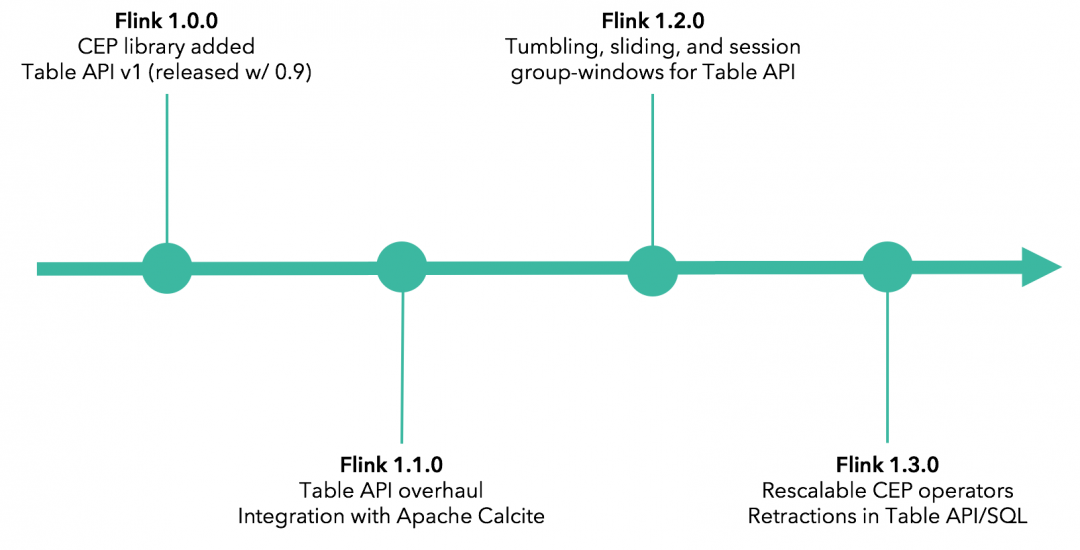 Flink 1.0.0
CEP library added
Table API v1 (released w/ 0.9)
Flink 1.1.0
Table API overhaul
Integration with Apache Calcite
Flink 1.2.0
Tumbling, sliding, and session
group-windows for Table API
Flink 1.3.0
Rescalable CEP operators
Retractions in Table API/SQL